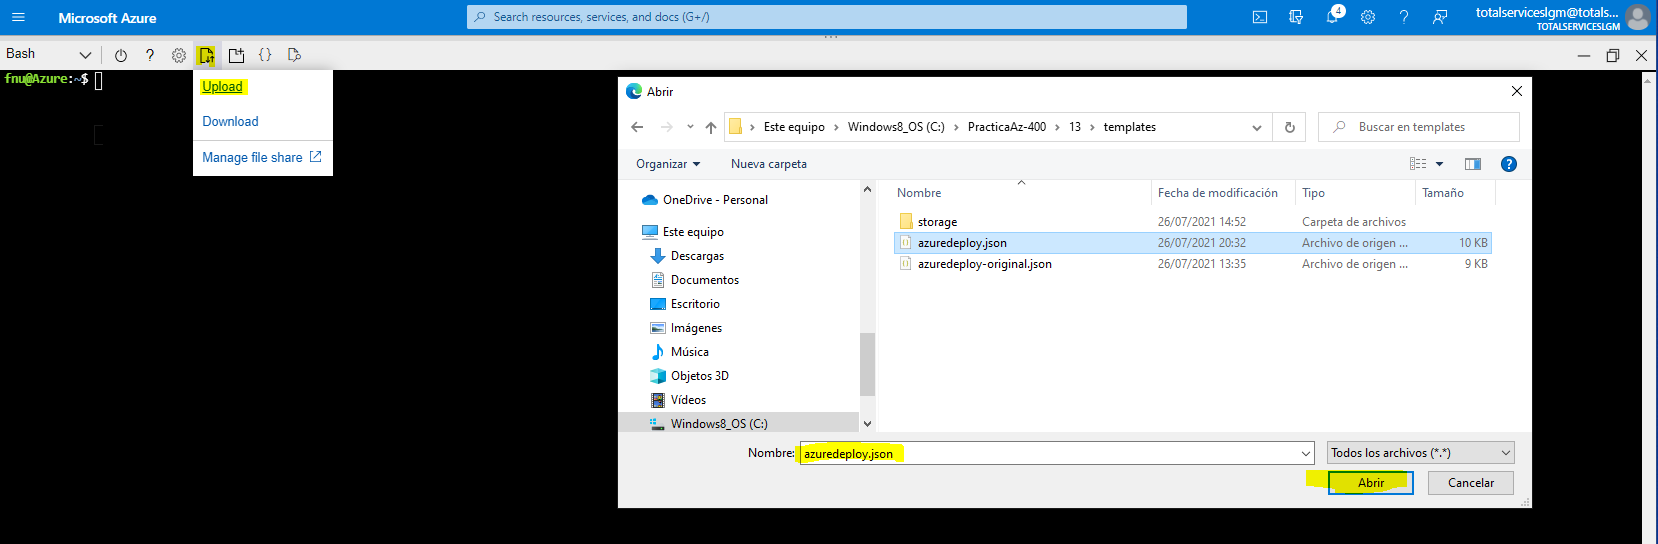 Microsoft Azure
Search resources, services, and docs (G+/)
4
totalserviceslgm@totals...
TOTALSERVICESLGM
Bash
?
{}
fnu@Azure:~$
Upload
Download
Manage file share
Abrir
Este equipo > Windows8_OS (C:) > PracticaAz-400 > 13 > templates
Buscar en templates
Organizar
Nueva carpeta
OneDrive - Personal
Este equipo
Descargas
Documentos
Escritorio
Imágenes
Música
Objetos 3D
Vídeos
Windows8_OS (C:)
Nombre Fecha de modificación Tipo Tamaño
storage 26/07/2021 14:52 Carpeta de archivos
azuredeploy.json 26/07/2021 20:32 Archivo de origen ... 10 KB
azuredeploy-original.json 26/07/2021 13:35 Archivo de origen ... 9 KB
Nombre: azuredeploy.json
Todos los archivos (*.*)
Abrir
Cancelar